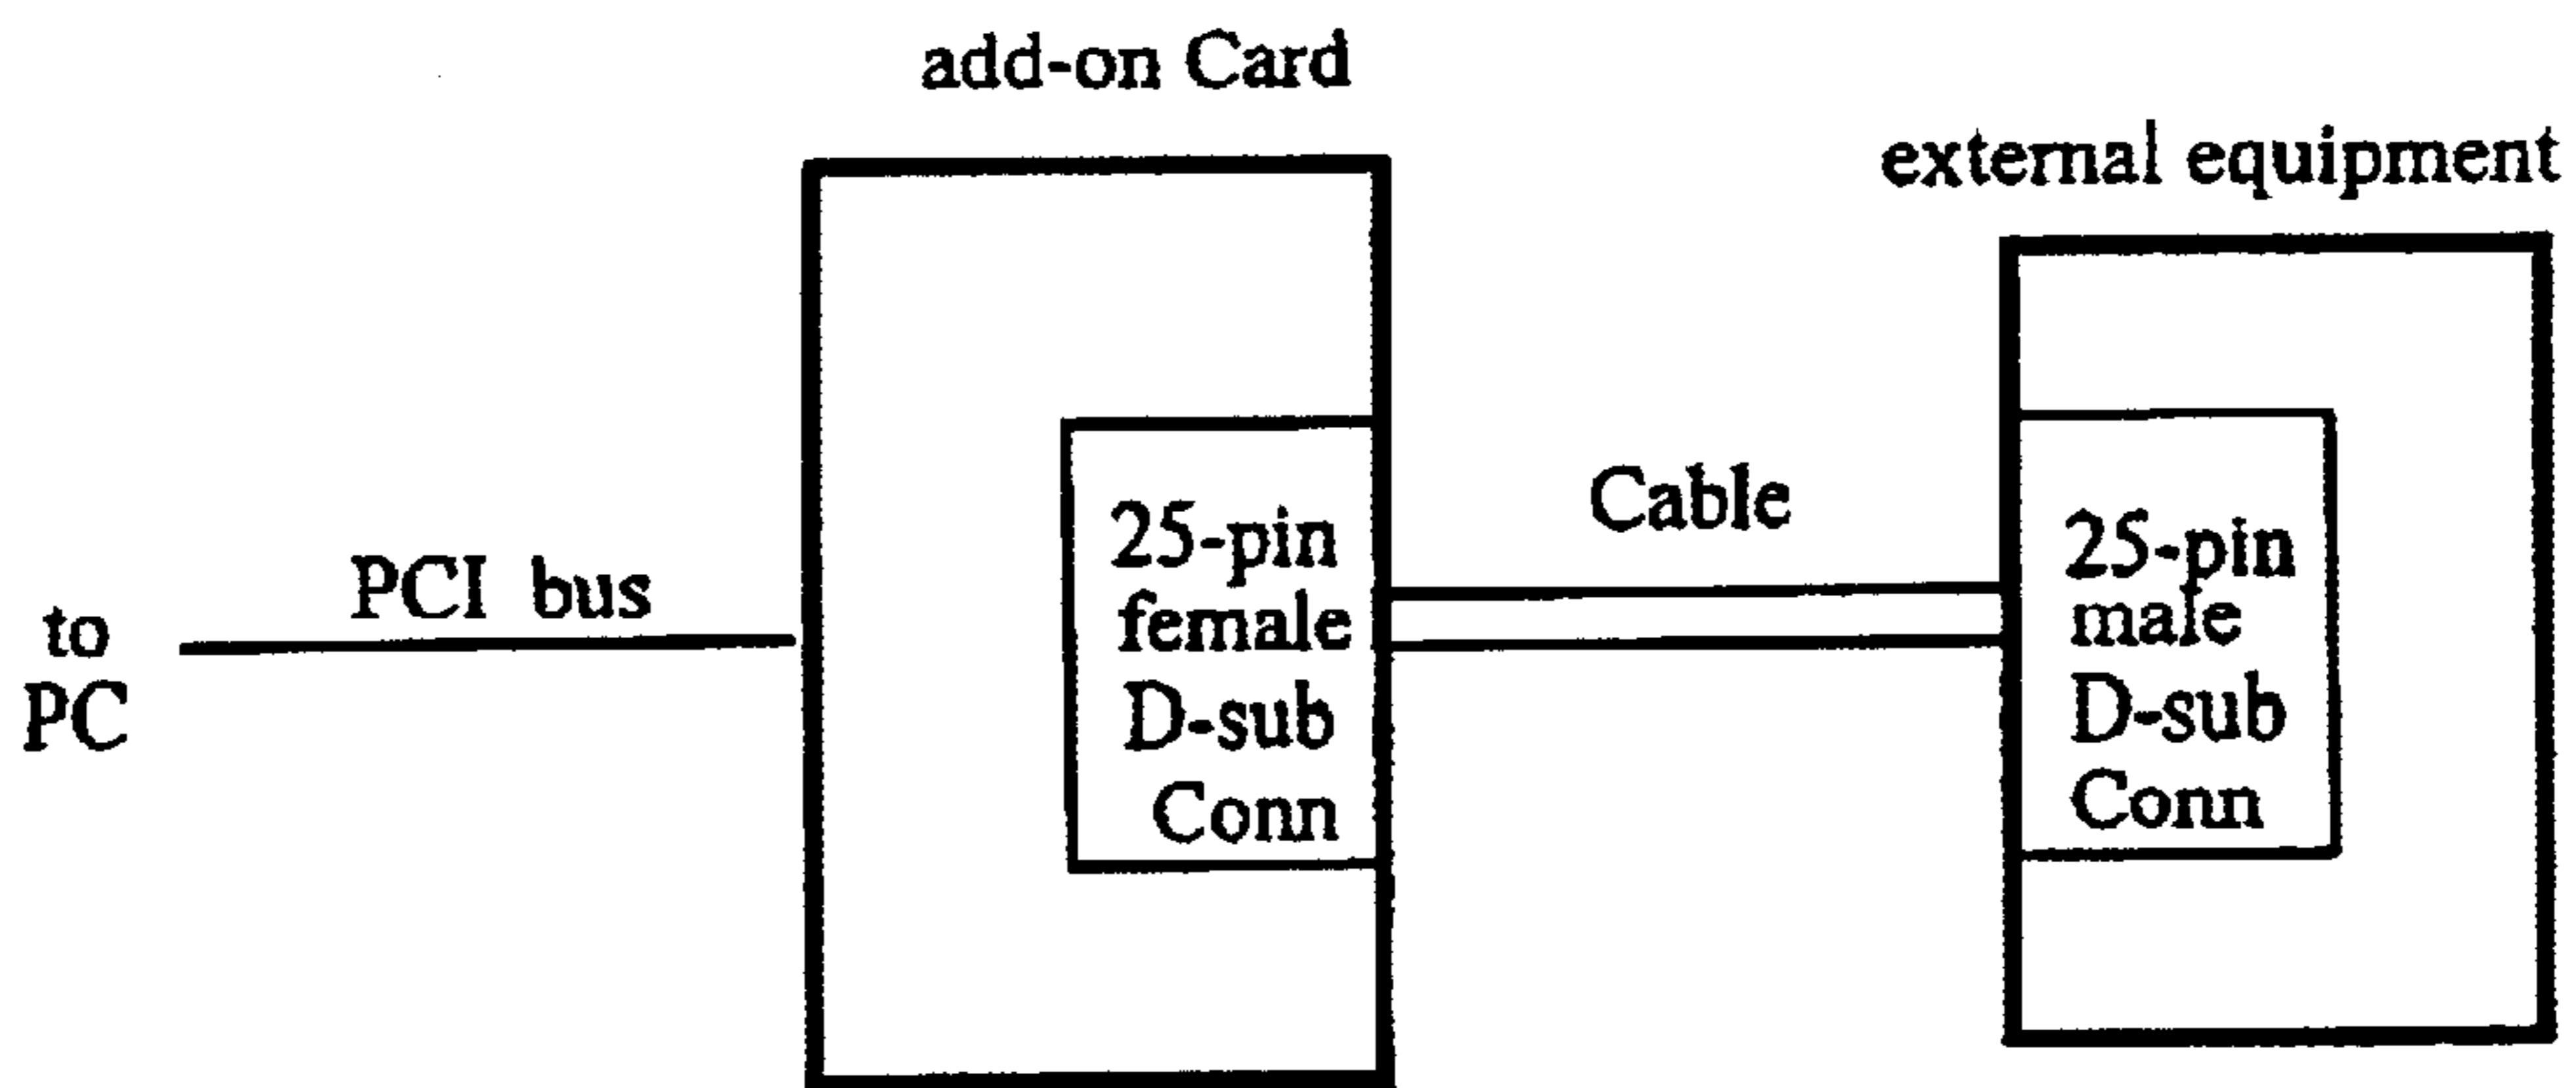 add-on Card
external equipment
to
PC
PCI bus
25-pin
female
D-sub
Conn
Cable
25-pin
male
D-sub
Conn